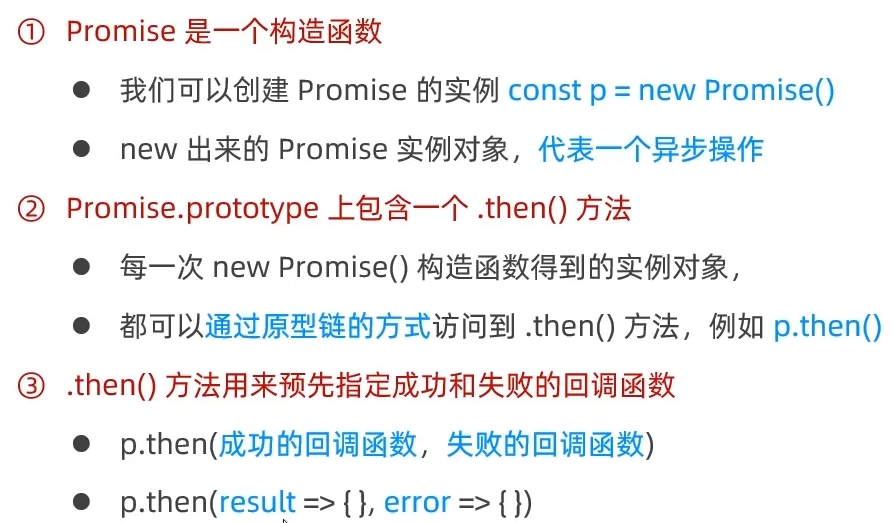 ① Promise 是一个构造函数
● 我们可以创建 Promise 的实例 const p = new Promise()
● new 出来的 Promise 实例对象，代表一个异步操作
② Promise.prototype 上包含一个 .then() 方法
● 每一次 new Promise() 构造函数得到的实例对象，
● 都可以通过原型链的方式访问到 .then() 方法，例如 p.then()
③ .then() 方法用来预先指定成功和失败的回调函数
● p.then(成功的回调函数，失败的回调函数)
● p.then(result => { }, error => { })